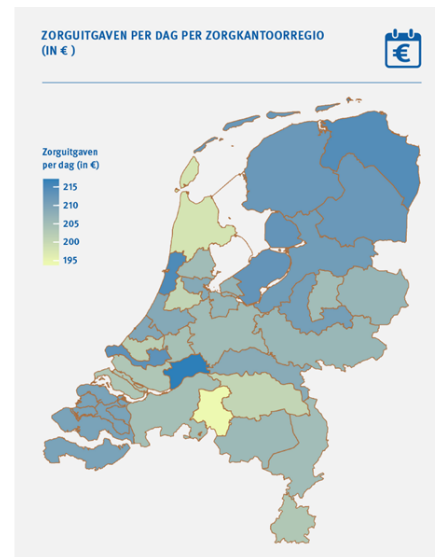 ZORGUITGAVEN PER DAG PER ZORGKANTOORREGIO
(IN € )
€
Zorguitgaven
per dag (in €)
215
210
205
200
195